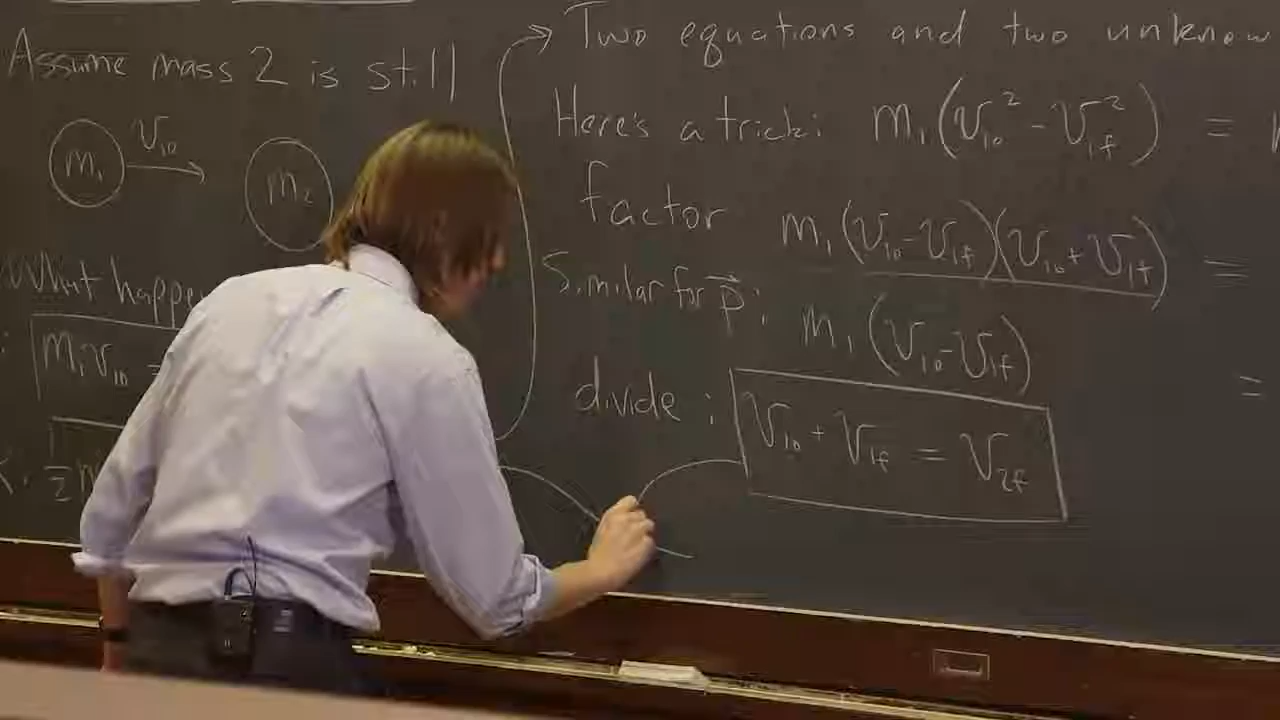 Assume mass 2 is still
m₁ V₁₀ m₂
What happe
m₁v₁₀ =
½ m
Two equations and two unknow
Here's a trick: m₁(V₁₀² - V₁f²) =
factor m₁(V₁₀ - V₁f)(V₁₀ + V₁f) =
Similar for p⃗: m₁(V₁₀ - V₁f) =
divide: V₁₀ + V₁f = V₂f